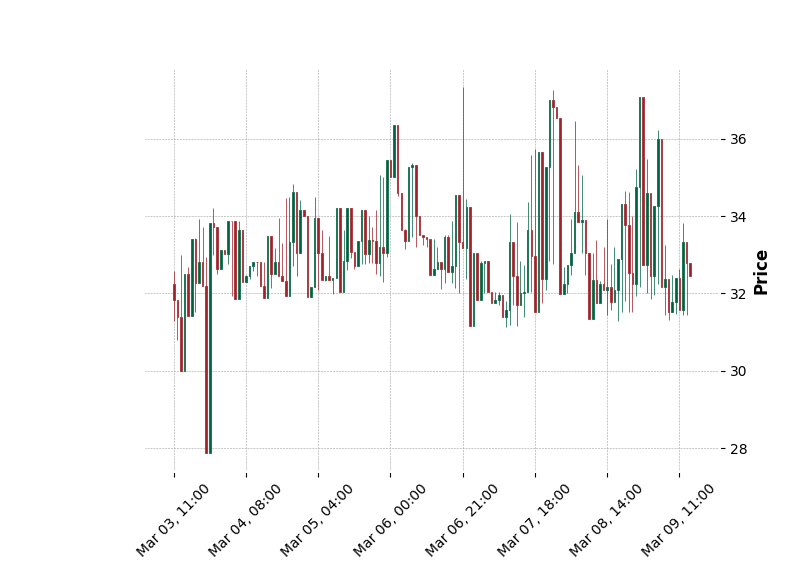 36
34
Price
32
30
28
Mar 03, 11:00
Mar 04, 08:00
Mar 05, 04:00
Mar 06, 00:00
Mar 06, 21:00
Mar 07, 18:00
Mar 08, 14:00
Mar 09, 11:00